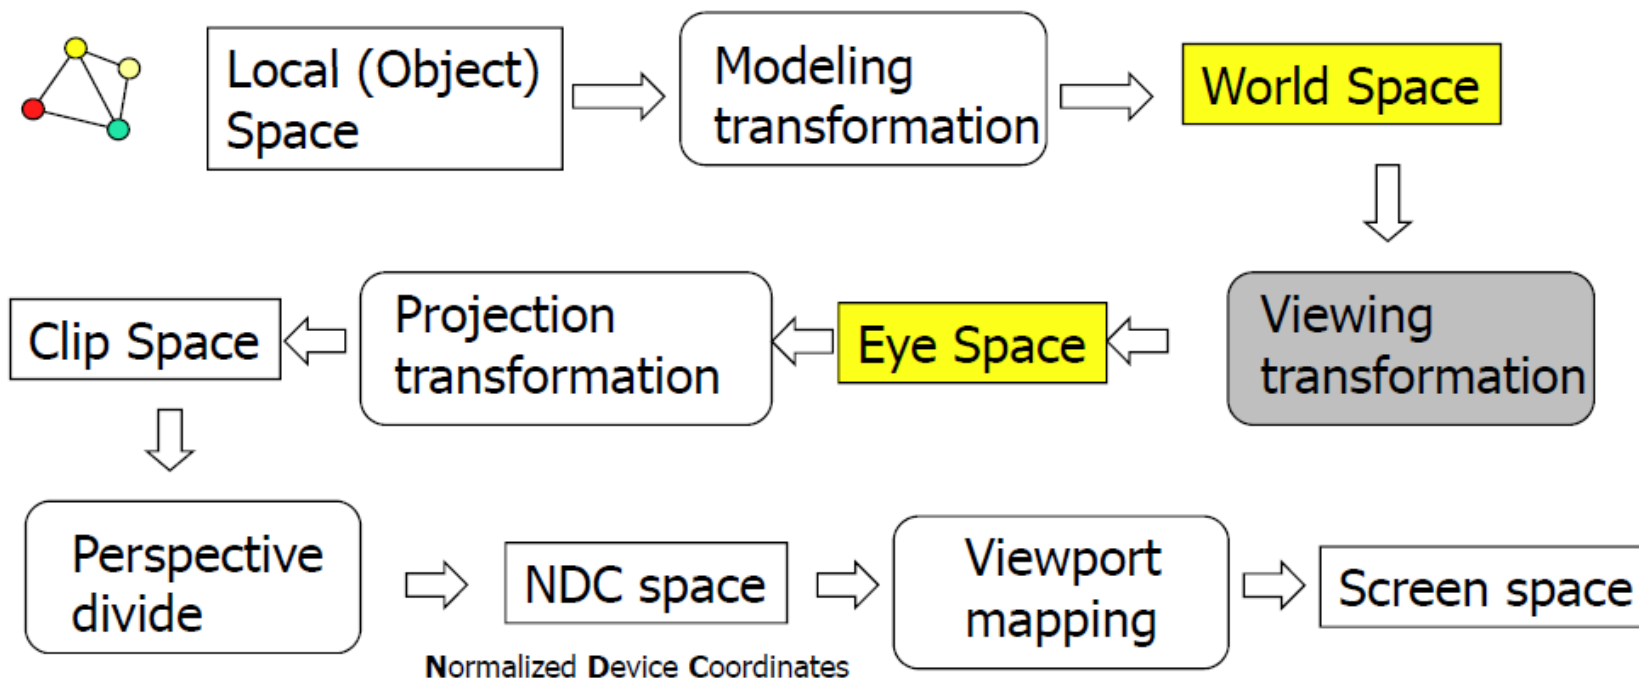 Local (Object)
Space
Modeling
transformation
World Space
Viewing
transformation
Eye Space
Projection
transformation
Clip Space
Perspective
divide
NDC space
Normalized Device Coordinates
Viewport
mapping
Screen space